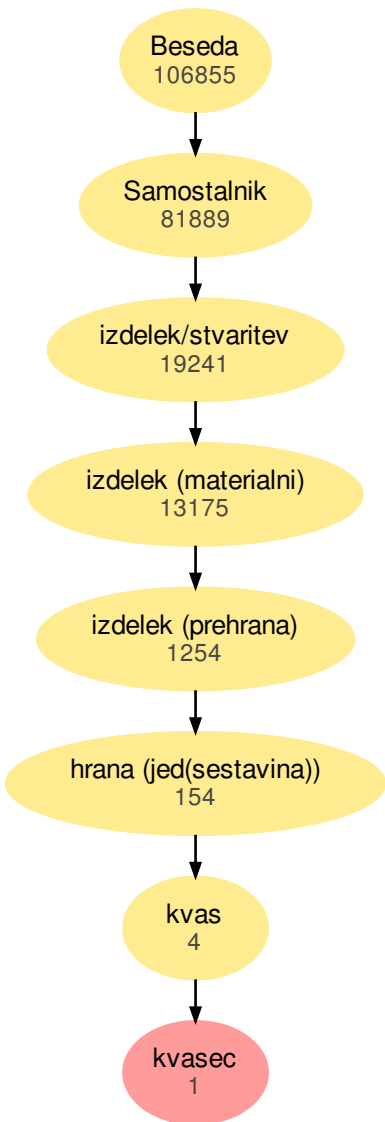 Beseda
106855
Samostalnik
81889
izdelek/stvaritev
19241
izdelek (materialni)
13175
izdelek (prehrana)
1254
hrana (jed(sestavina))
154
kvas
4
kvasec
1